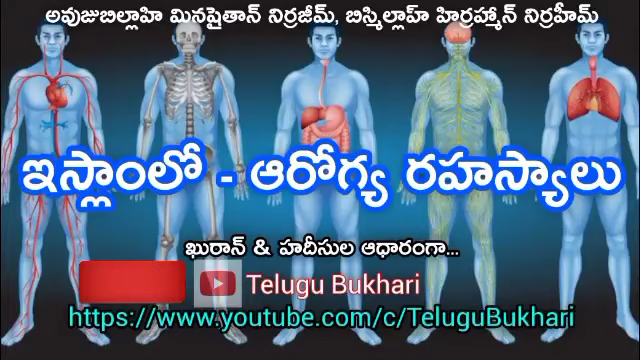 అవుజుబిల్లాహి మినషైతాన్ నిర్రజీమ్, బిస్మిల్లాహ్ హిర్రహ్మాన్ నిర్రహీమ్
ఇస్లాంలో - ఆరోగ్య రహస్యాలు
ఖురాన్ & హదీసుల ఆధారంగా...
Telugu Bukhari
https://www.youtube.com/c/TeluguBukhari